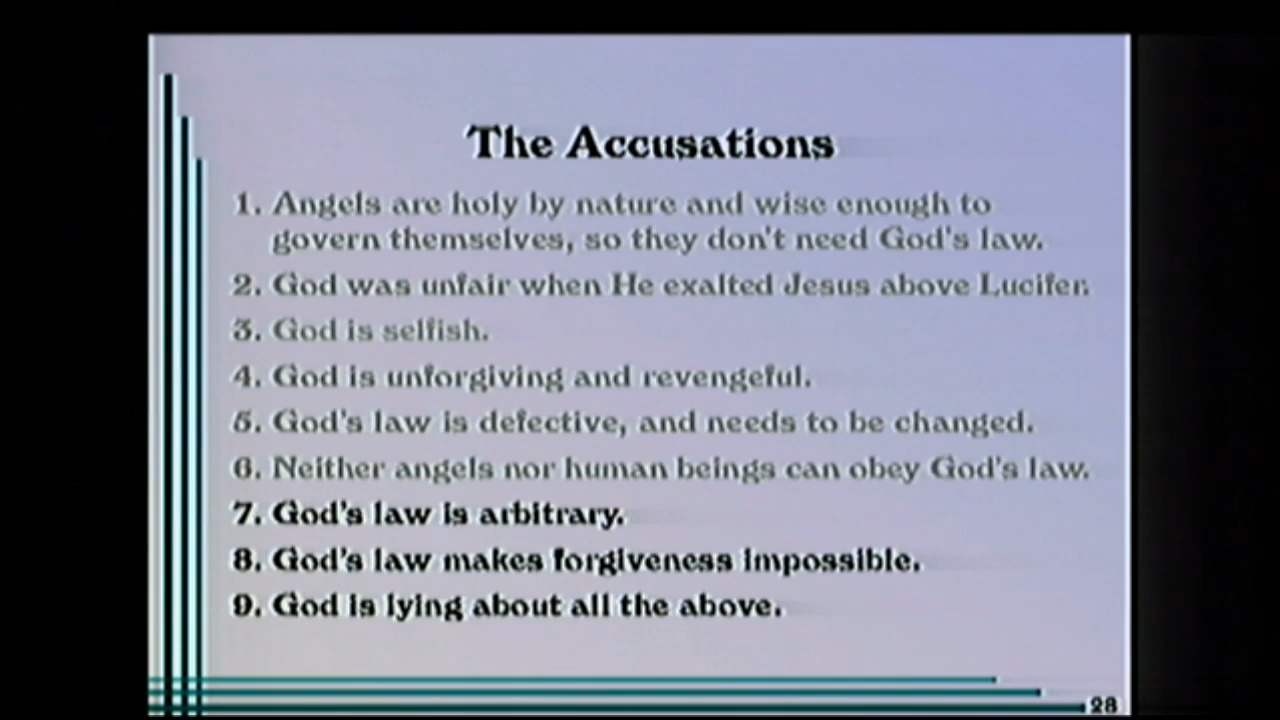 The Accusations
1. Angels are holy by nature and wise enough to
govern themselves, so they don't need God's law.
2. God was unfair when He exalted Jesus above Lucifer.
3. God is selfish.
4. God is unforgiving and revengeful.
5. God's law is defective, and needs to be changed.
6. Neither angels nor human beings can obey God's law.
7. God's law is arbitrary.
8. God's law makes forgiveness impossible.
9. God is lying about all the above.
28